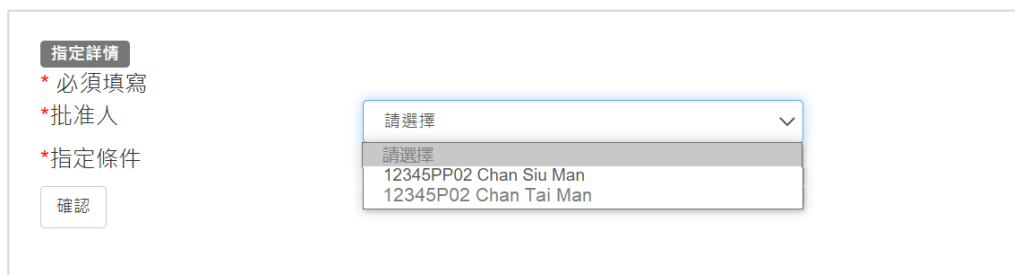 指定詳情
* 必須填寫
*批准人
請選擇
請選擇
12345PP02 Chan Siu Man
12345P02 Chan Tai Man
*指定條件
確認